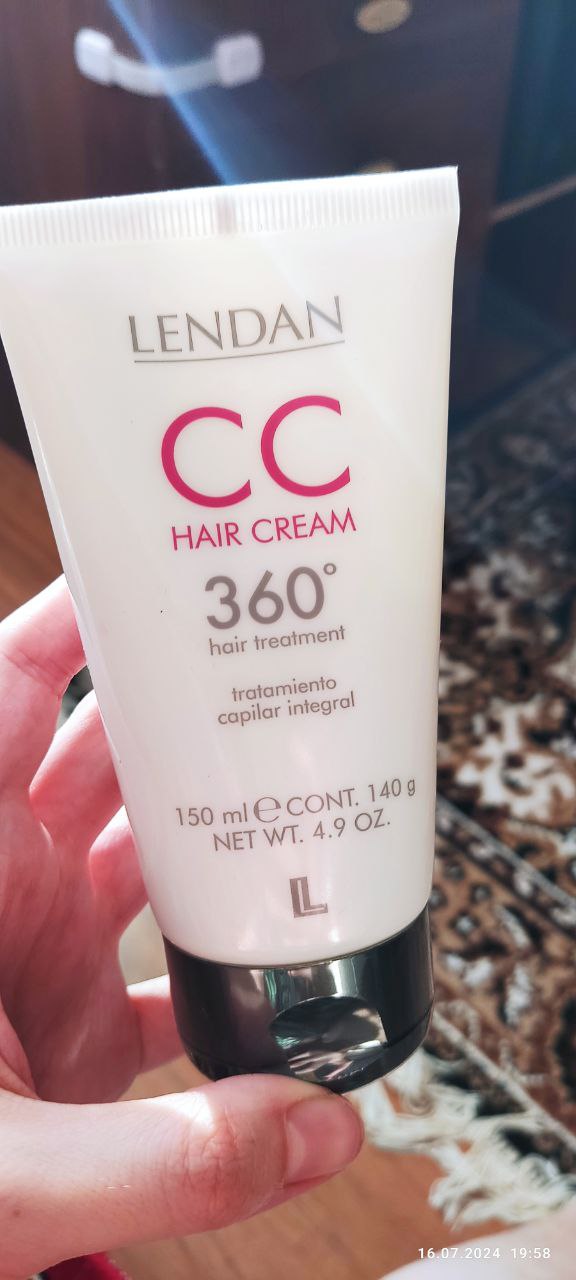 LENDAN
CC
HAIR CREAM
360°
hair treatment
tratamiento
capilar integral
150 ml ℮ CONT. 140 g
NET WT. 4.9 OZ.
LL
16.07.2024 19:58